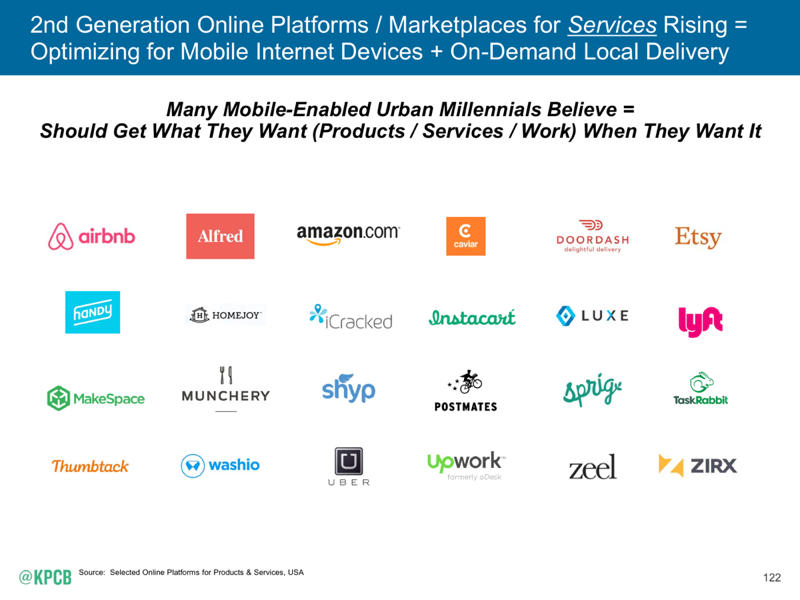 2nd Generation Online Platforms / Marketplaces for Services Rising =
Optimizing for Mobile Internet Devices + On-Demand Local Delivery
Many Mobile-Enabled Urban Millennials Believe =
Should Get What They Want (Products / Services / Work) When They Want It
airbnb
Alfred
amazon.com
caviar
DOORDASH
delightful delivery
Etsy
HANDY
HOMEJOY
iCracked
Instacart
LUXE
lyft
MakeSpace
MUNCHERY
shyp
POSTMATES
sprig
TaskRabbit
Thumbtack
washio
UBER
Upwork
formerly oDesk
zeel
ZIRX
@KPCB
Source: Selected Online Platforms for Products & Services, USA
122